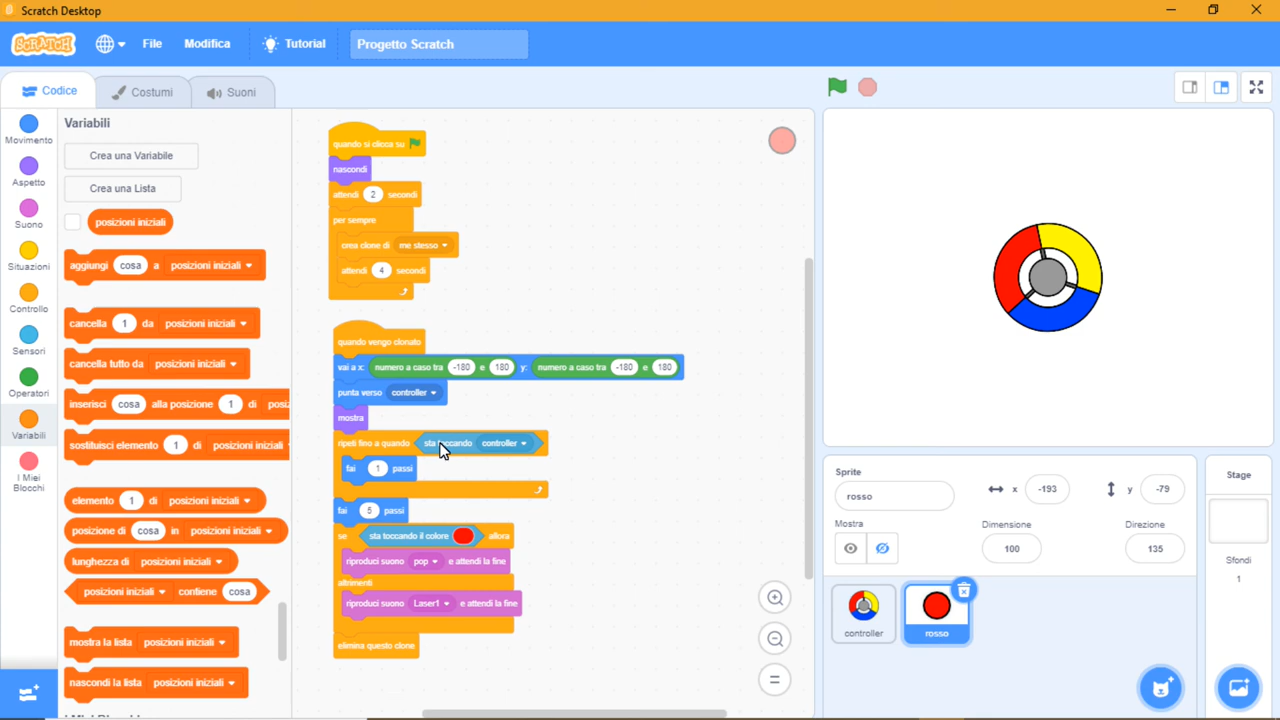 Scratch Desktop
SCRATCH File Modifica Tutorial Progetto Scratch
Codice Costumi Suoni
Movimento
Aspetto
Suono
Situazioni
Controllo
Sensori
Operatori
Variabili
I Miei
Blocchi
Variabili
Crea una Variabile
Crea una Lista
posizioni iniziali
aggiungi cosa a posizioni iniziali
cancella 1 da posizioni iniziali
cancella tutto da posizioni iniziali
inserisci cosa alla posizione 1 di posiz
sostituisci elemento 1 di posizioni iniziali
elemento 1 di posizioni iniziali
posizione di cosa in posizioni iniziali
lunghezza di posizioni iniziali
posizioni iniziali contiene cosa
mostra la lista posizioni iniziali
nascondi la lista posizioni iniziali
I Miei Blocchi
quando si clicca su
nascondi
attendi 2 secondi
per sempre
crea clone di me stesso
attendi 4 secondi
quando vengo clonato
vai a x: numero a caso tra -180 e 180 y: numero a caso tra -180 e 180
punta verso controller
mostra
ripeti fino a quando sta toccando controller
fai 1 passi
fai 5 passi
se sta toccando il colore allora
riproduci suono pop e attendi la fine
altrimenti
riproduci suono Laser1 e attendi la fine
elimina questo clone
Sprite
rosso
x -193 y -79
Mostra Dimensione Direzione
100 135
controller rosso
Stage
Sfondi
1